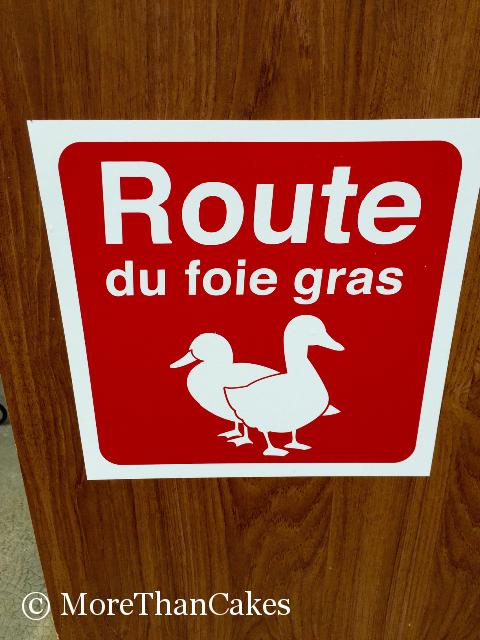 Route
du foie gras
© MoreThanCakes